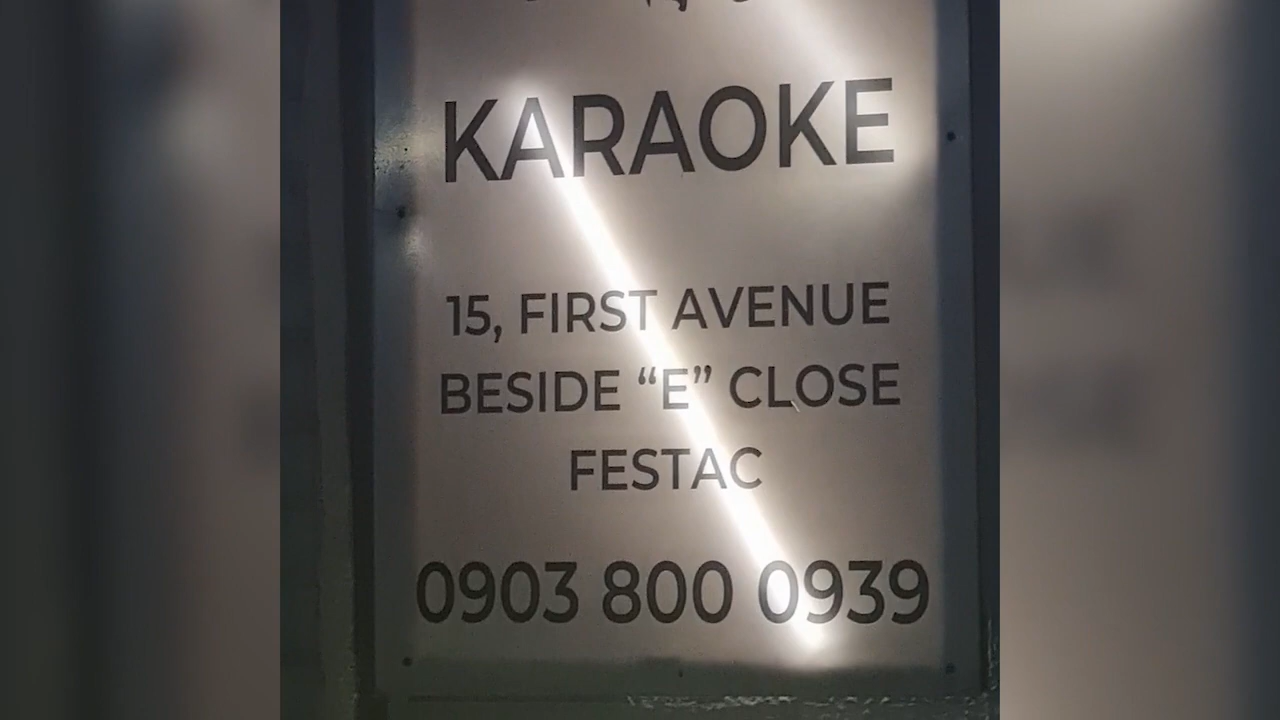 KARAOKE
15, FIRST AVENUE
BESIDE “E” CLOSE
FESTAC
0903 800 0939